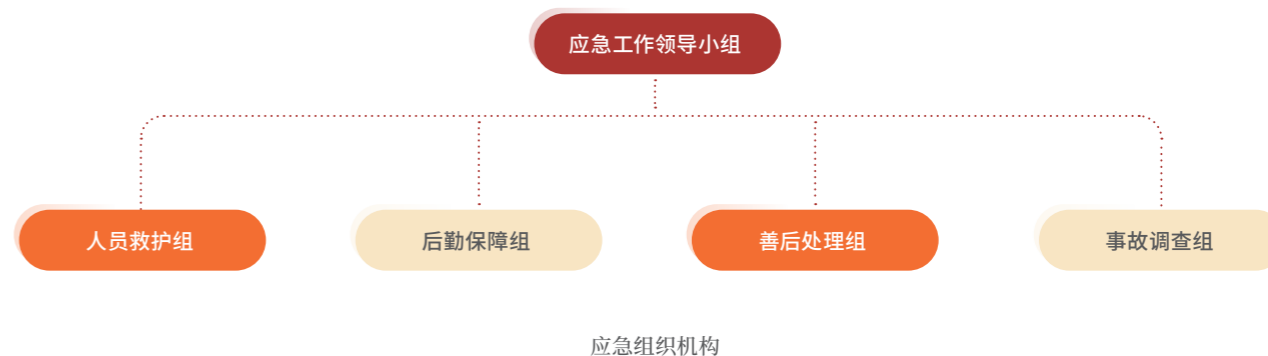 应急工作领导小组
人员救护组
后勤保障组
善后处理组
事故调查组
应急组织机构